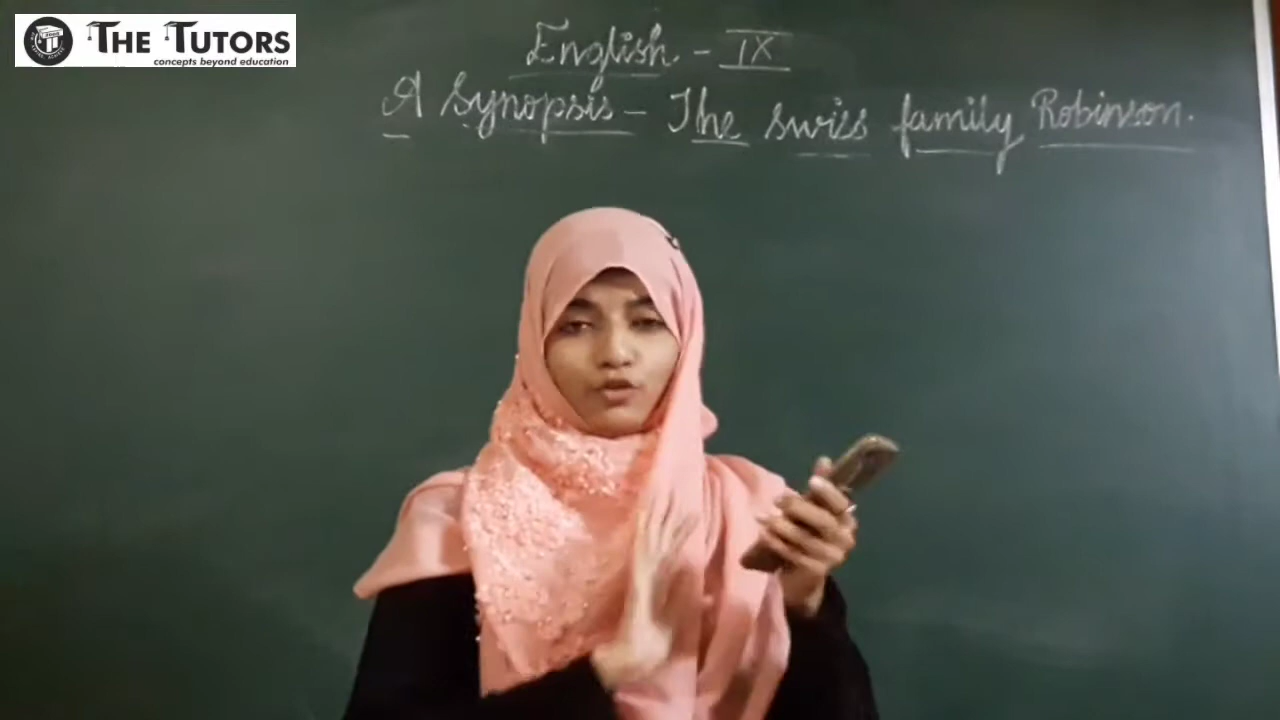 THE TUTORS
concepts beyond education
English - IX
A Synopsis - The swiss family Robinson.